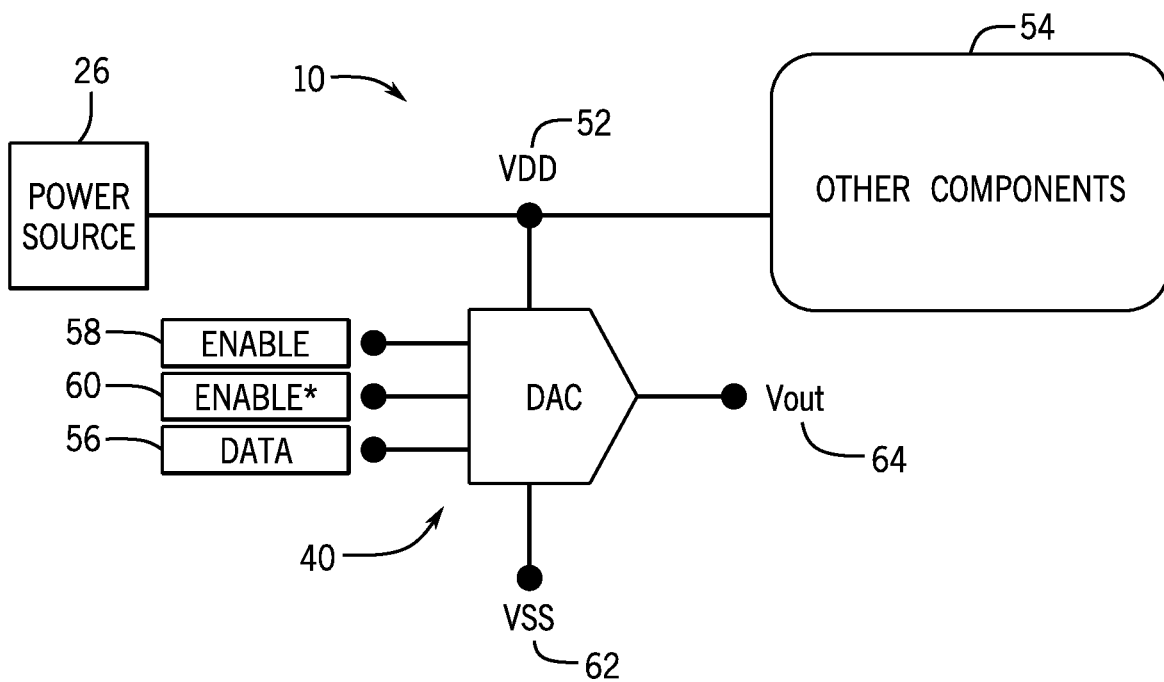 54
26
10
52
VDD
POWER
SOURCE
OTHER COMPONENTS
58
ENABLE
60
ENABLE*
DAC
Vout
56
DATA
64
40
VSS
62